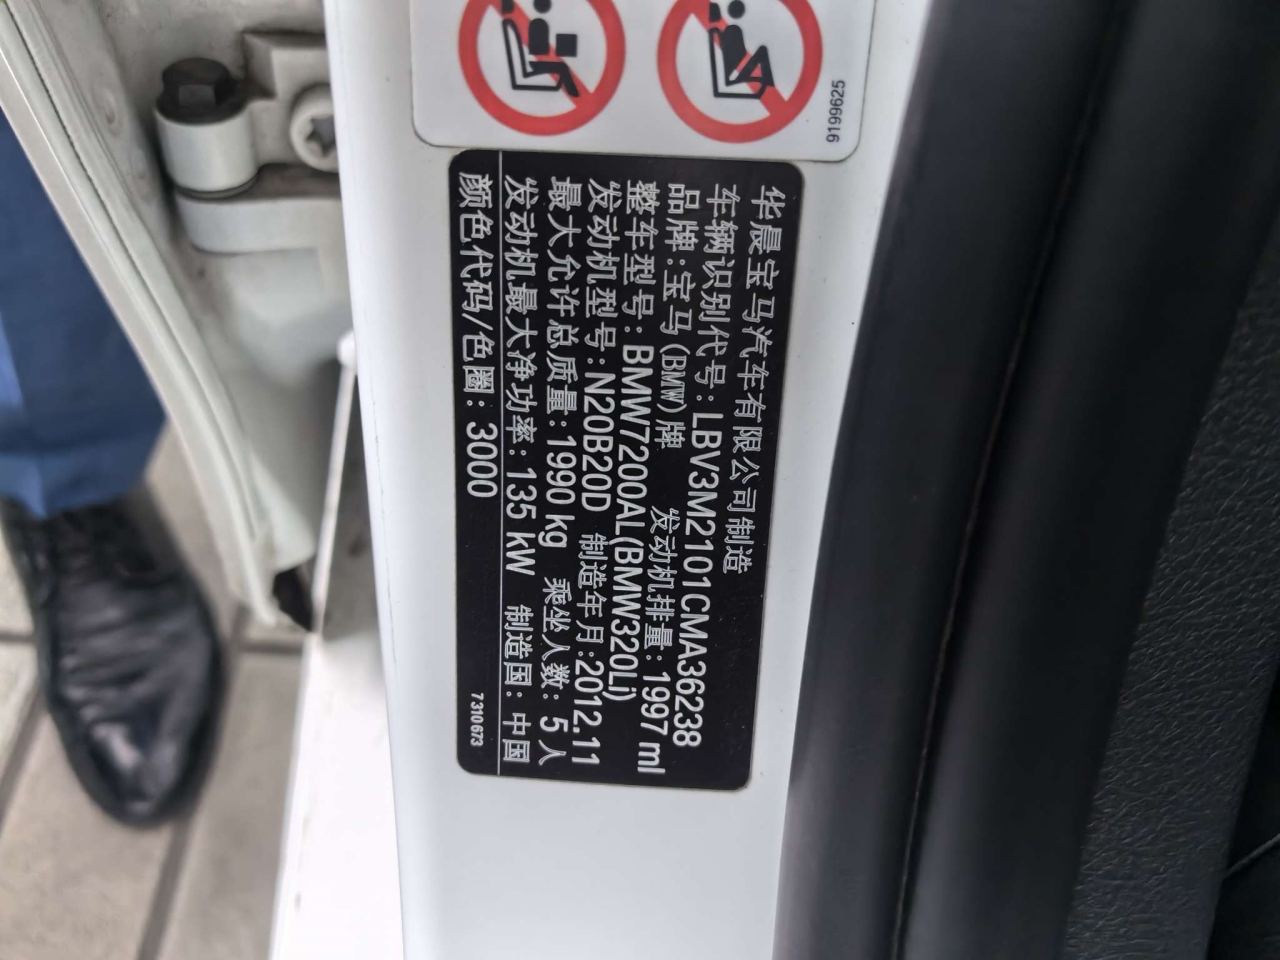 9199625
华晨宝马汽车有限公司制造
车辆识别代号:LBV3M2101CMA36238
品牌:宝马(BMW)牌 发动机排量:1997 ml
整车型号:BMW7200AL(BMW320Li)
发动机型号:N20B20D 制造年月:2012.11
最大允许总质量:1990 kg 乘坐人数:5 人
发动机最大净功率:135 kW 制造国:中国
颜色代码/色圈:3000 7310673